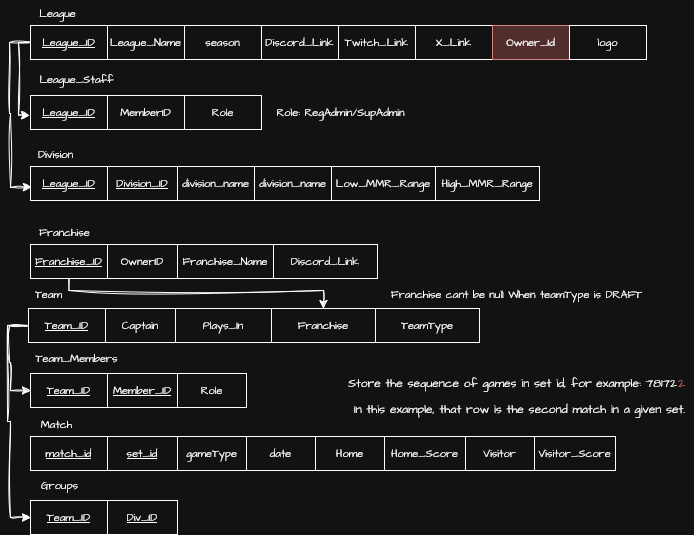 League
League_ID League_Name season Discord_Link Twitch_Link X_Link Owner_Id logo
League_Staff
League_ID MemberID Role Role: RegAdmin/SupAdmin
Division
League_ID Division_ID division_name division_name Low_MMR_Range High_MMR_Range
Franchise
Franchise_ID OwnerID Franchise_Name Discord_Link
Team Franchise cant be null When teamType is DRAFT
Team_ID Captain Plays_In Franchise TeamType
Team_Members
Team_ID Member_ID Role Store the sequence of games in set id, for example: 781722
In this example, that row is the second match in a given set.
Match
match_id set_id gameType date Home Home_Score Visitor Visitor_Score
Groups
Team_ID Div_ID